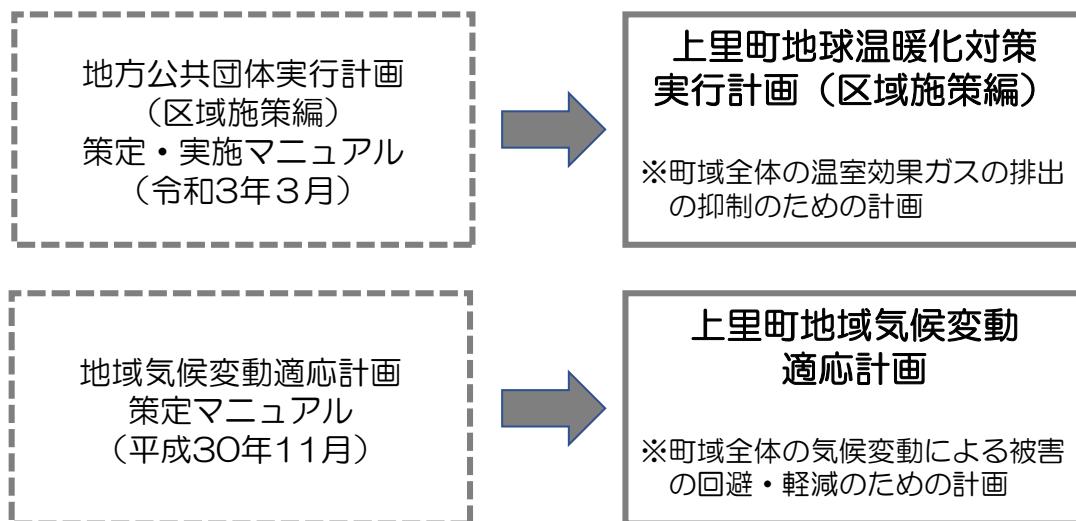 地方公共団体実行計画
（区域施策編）
策定・実施マニュアル
（令和3年３月）
上里町地球温暖化対策
実行計画（区域施策編）
※町域全体の温室効果ガスの排出
の抑制のための計画
地域気候変動適応計画
策定マニュアル
（平成30年11月）
上里町地域気候変動
適応計画
※町域全体の気候変動による被害
の回避・軽減のための計画